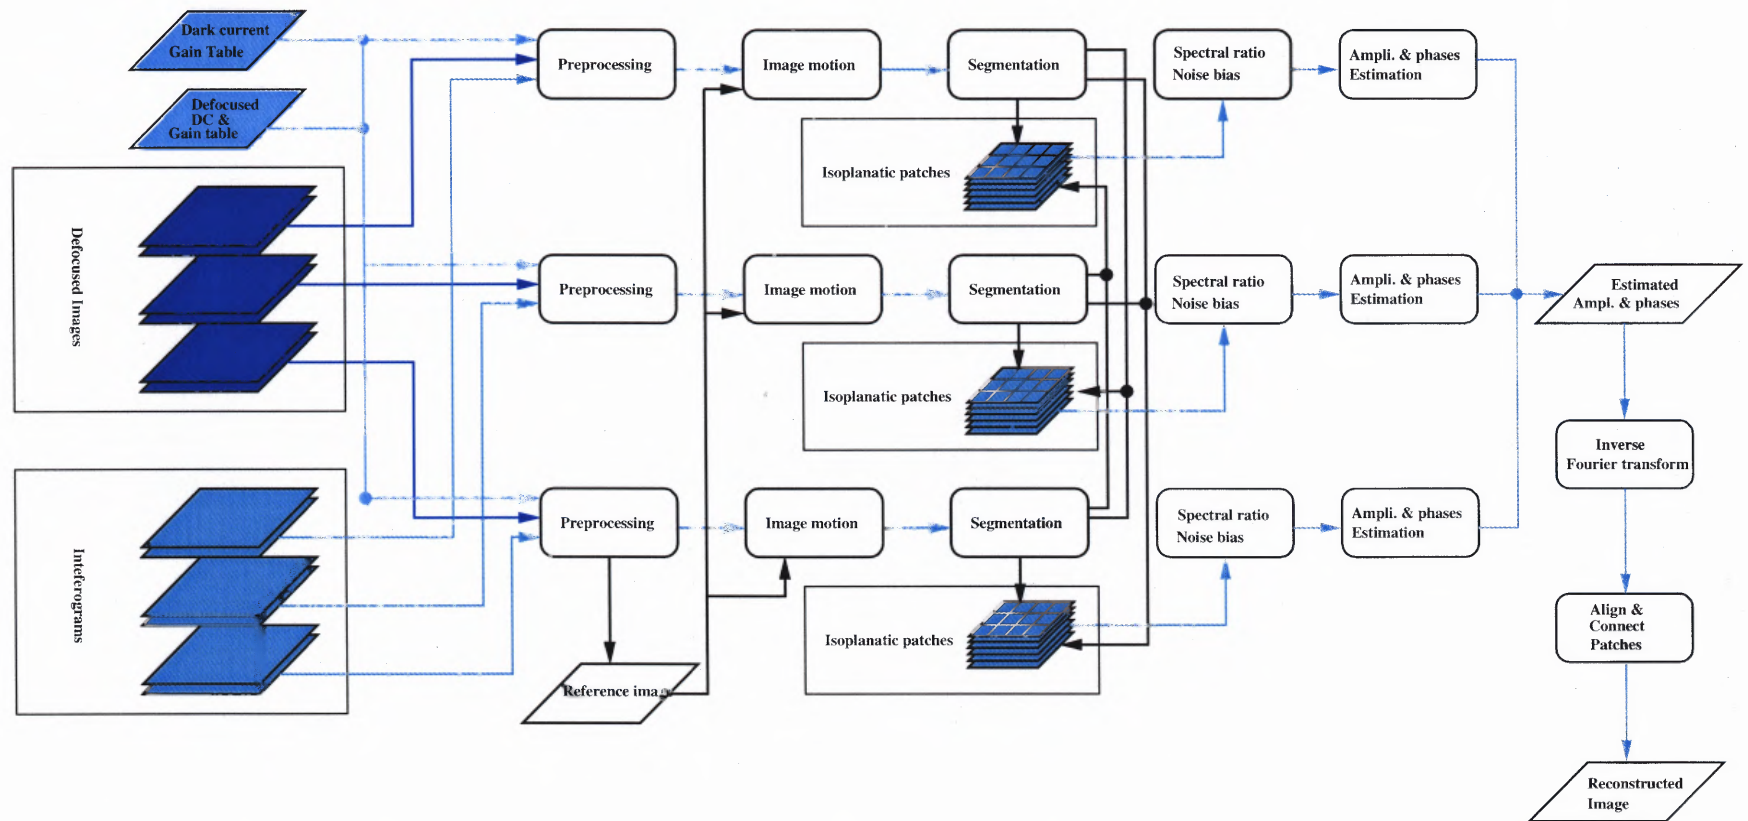 Dark current
Gain Table
Defocused
DC &
Gain table
Defocused Images
Inteferograms
Preprocessing
Image motion
Segmentation
Isoplanatic patches
Spectral ratio
Noise bias
Ampli. & phases
Estimation
Preprocessing
Image motion
Segmentation
Isoplanatic patches
Spectral ratio
Noise bias
Ampli. & phases
Estimation
Preprocessing
Image motion
Segmentation
Isoplanatic patches
Spectral ratio
Noise bias
Ampli. & phases
Estimation
Reference
Estimated
Ampl. & phases
Inverse
Fourier transform
Align &
Connect
Patches
Reconstructed
Image